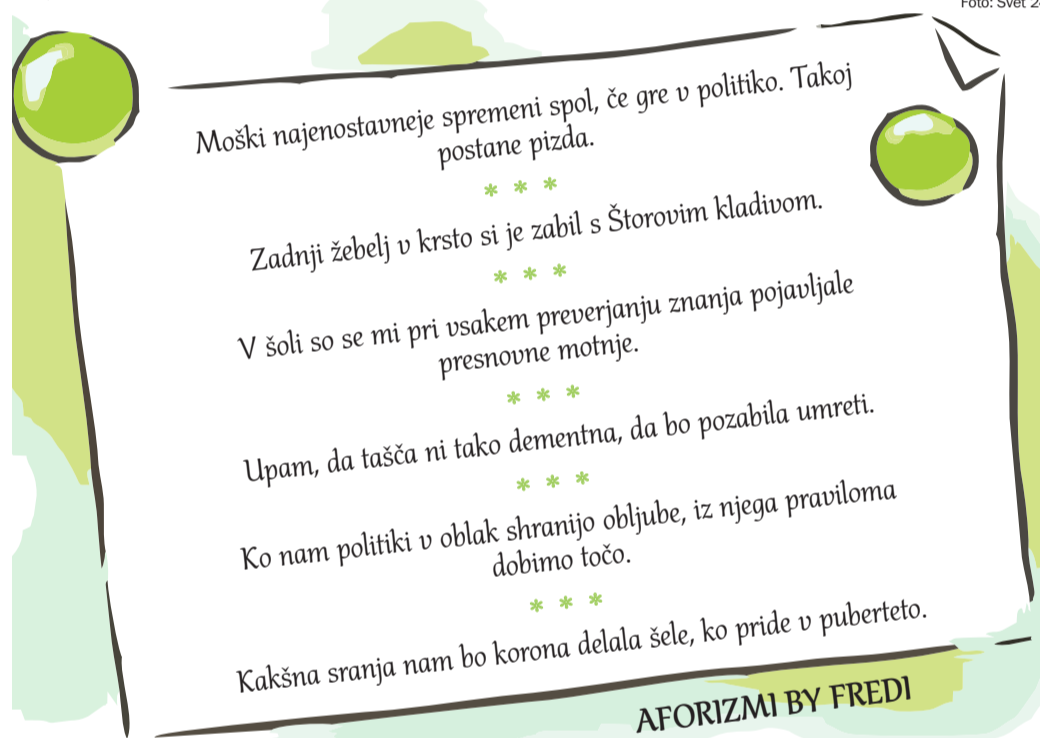 Foto: Svet 24
Moški najenostavneje spremeni spol, če gre v politiko. Takoj
postane pizda.
* * *
Zadnji žebelj v krsto si je zabil s Štorovim kladivom.
* * *
V šoli so se mi pri vsakem preverjanju znanja pojavljale
presnovne motnje.
* * *
Upam, da tašča ni tako dementna, da bo pozabila umreti.
* * *
Ko nam politiki v oblak shranijo obljube, iz njega praviloma
dobimo točo.
* * *
Kakšna sranja nam bo korona delala šele, ko pride v puberteto.
AFORIZMI BY FREDI